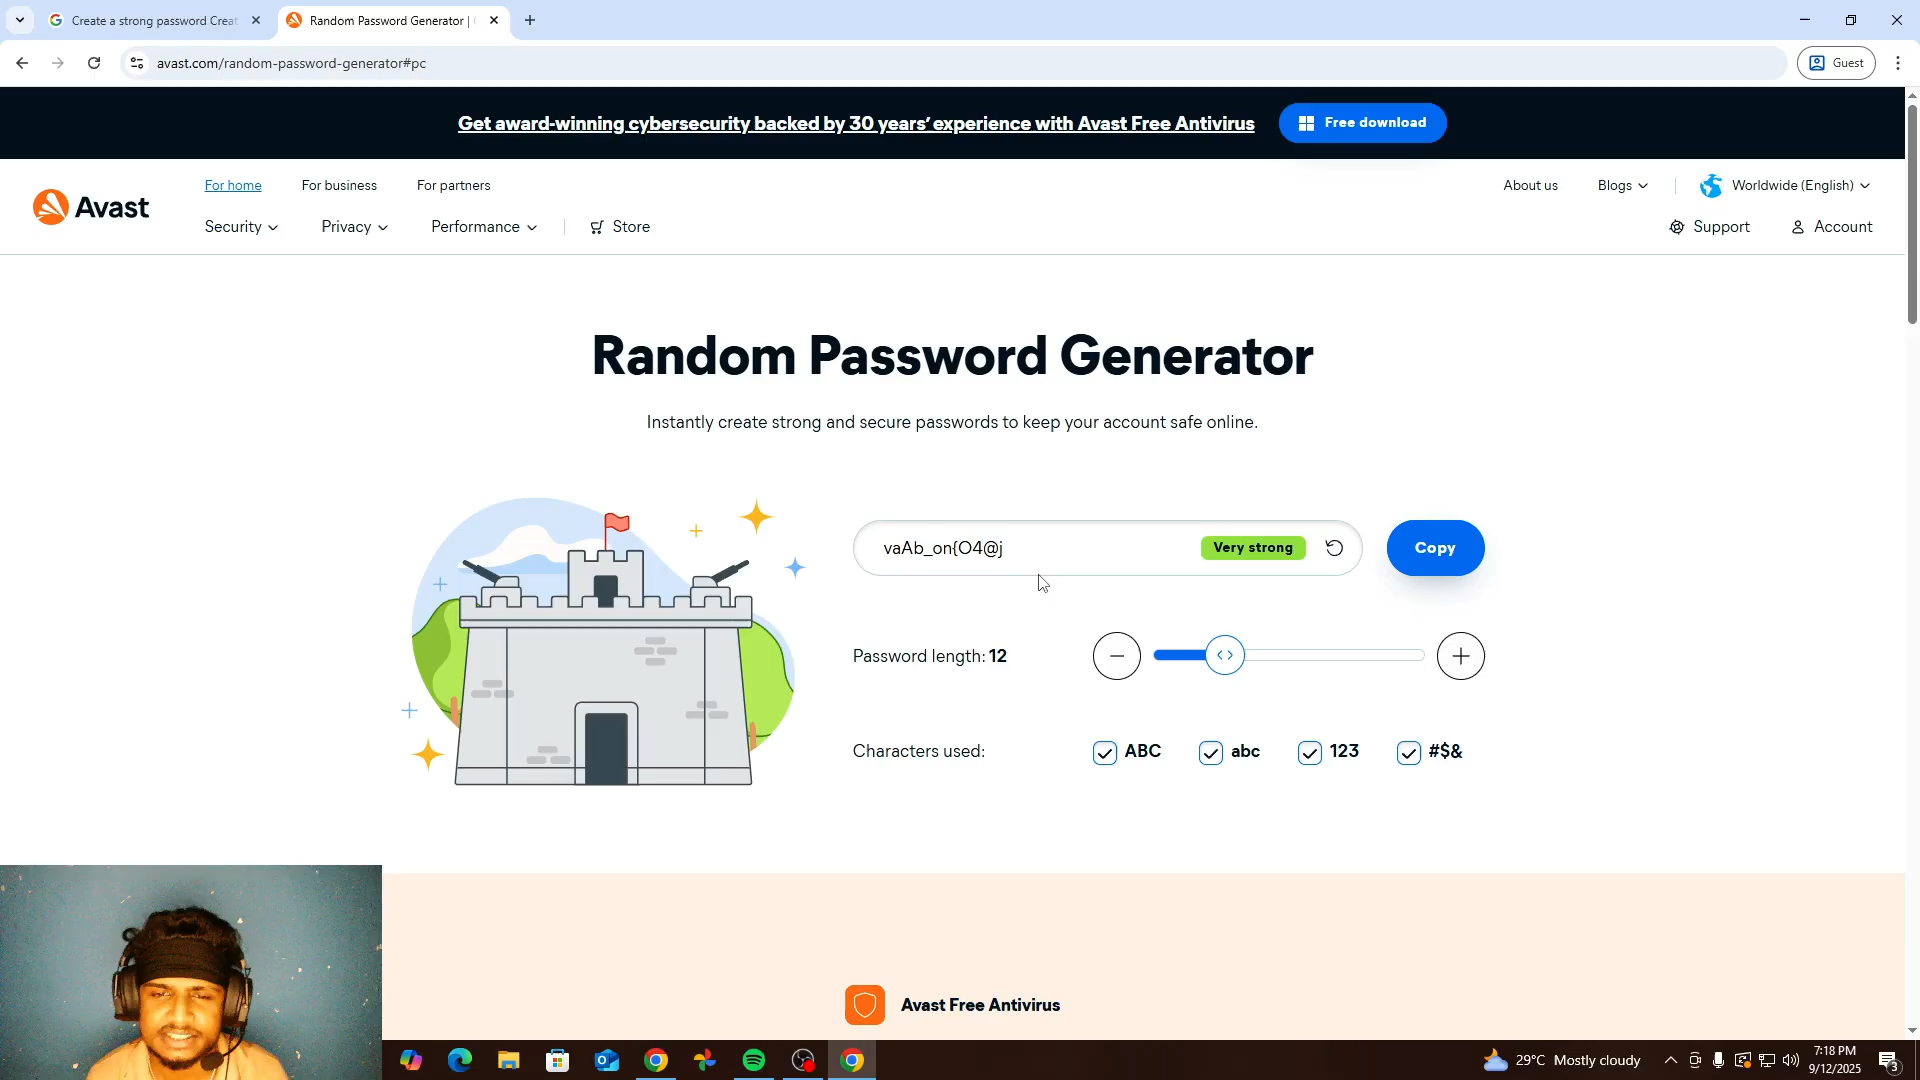 Create a strong password Creat
Random Password Generator |
avast.com/random-password-generator#pc
Guest
Get award-winning cybersecurity backed by 30 years' experience with Avast Free Antivirus
Free download
Avast
For home
For business
For partners
About us
Blogs
Worldwide (English)
Security
Privacy
Performance
Store
Support
Account
Random Password Generator
Instantly create strong and secure passwords to keep your account safe online.
vaAb_on{O4@j
Very strong
Copy
Password length: 12
Characters used:
ABC
abc
123
#$&
Avast Free Antivirus
29°C Mostly cloudy
7:18 PM
9/12/2025
3